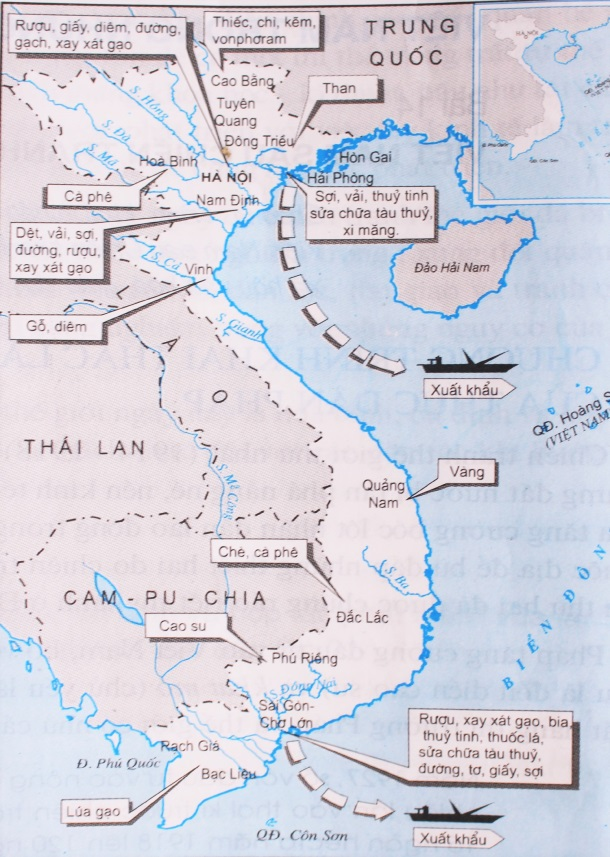 Rượu, giấy, diêm, đường,
gạch, xay xát gạo
Thiếc, chì, kẽm,
vonphơram
TRUNG
QUỐC
Cao Bằng
Than
Tuyên
Quang
Đông Triều
S. Hồng
S. Đà
S. Mã
Hoà Bình
HÀ NỘI
Hòn Gai
Hải Phòng
Cà phê
Nam Định
Sợi, vải, thuỷ tinh
sửa chữa tàu thuỷ,
xi măng.
Dệt, vải, sợi,
đường, rượu,
xay xát gạo
S. Cả
Vinh
Đảo Hải Nam
Gỗ, diêm
S. Gianh
L
À
O
Xuất khẩu
QĐ. Hoàng S
(VIỆT NAM
THÁI LAN
S. Mê Công
Vàng
Quảng
Nam
Chè, cà phê
S. Ba
CAM - PU - CHIA
Đắc Lắc
Cao su
Phú Riềng
S. Đồng Nai
Sài Gòn
Chợ Lớn
BIỂN ĐÔN
Rượu, xay xát gạo, bia,
thuỷ tinh, thuốc lá,
sửa chữa tàu thuỷ,
đường, tơ, giấy, sợi
Rạch Giá
Đ. Phú Quốc
Bạc Liêu
Lúa gạo
QĐ. Côn Sơn
Xuất khẩu